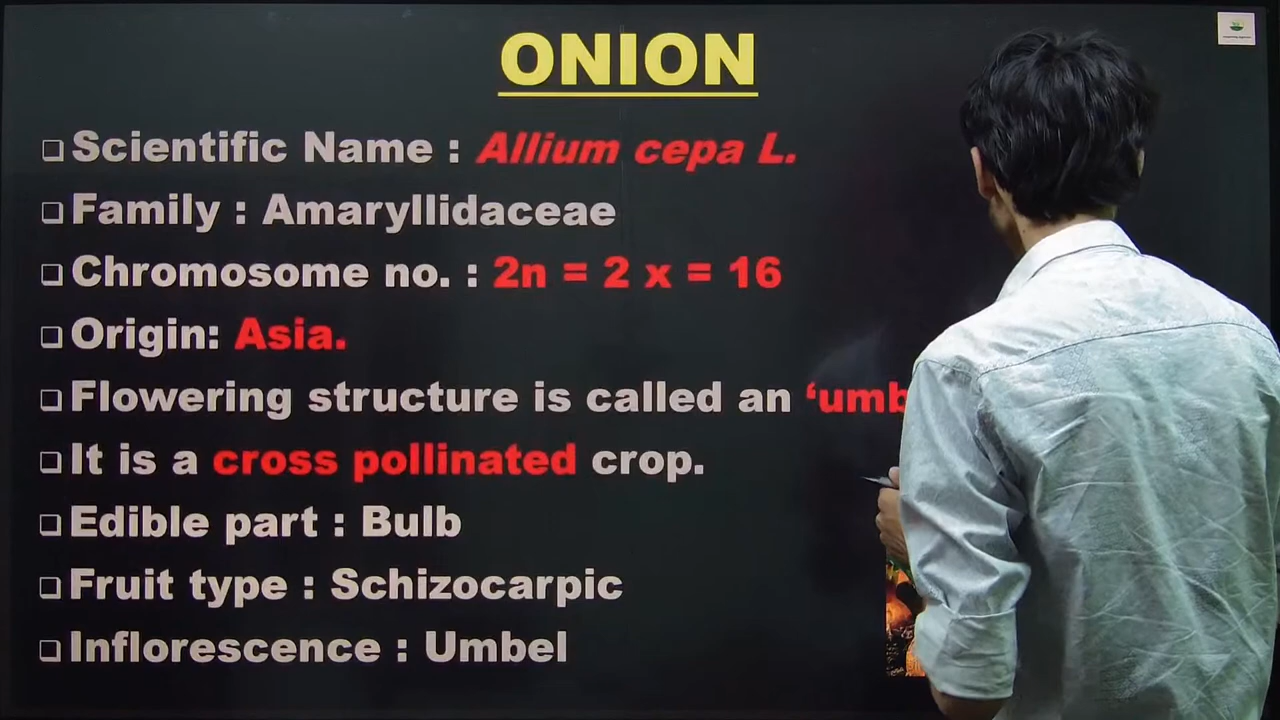 ONION
Scientific Name : Allium cepa L.
Family : Amaryllidaceae
Chromosome no. : 2n = 2 x = 16
Origin: Asia.
Flowering structure is called an
It is a cross pollinated crop.
Edible part : Bulb
Fruit type : Schizocarpic
Inflorescence : Umbel